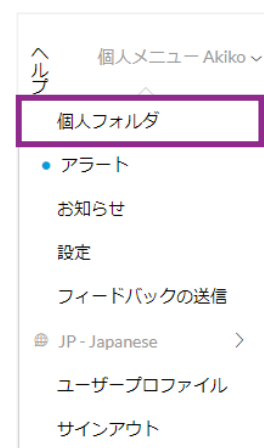 ヘルプ
個人メニュー Akiko
個人フォルダ
アラート
お知らせ
設定
フィードバックの送信
JP - Japanese
ユーザープロファイル
サインアウト